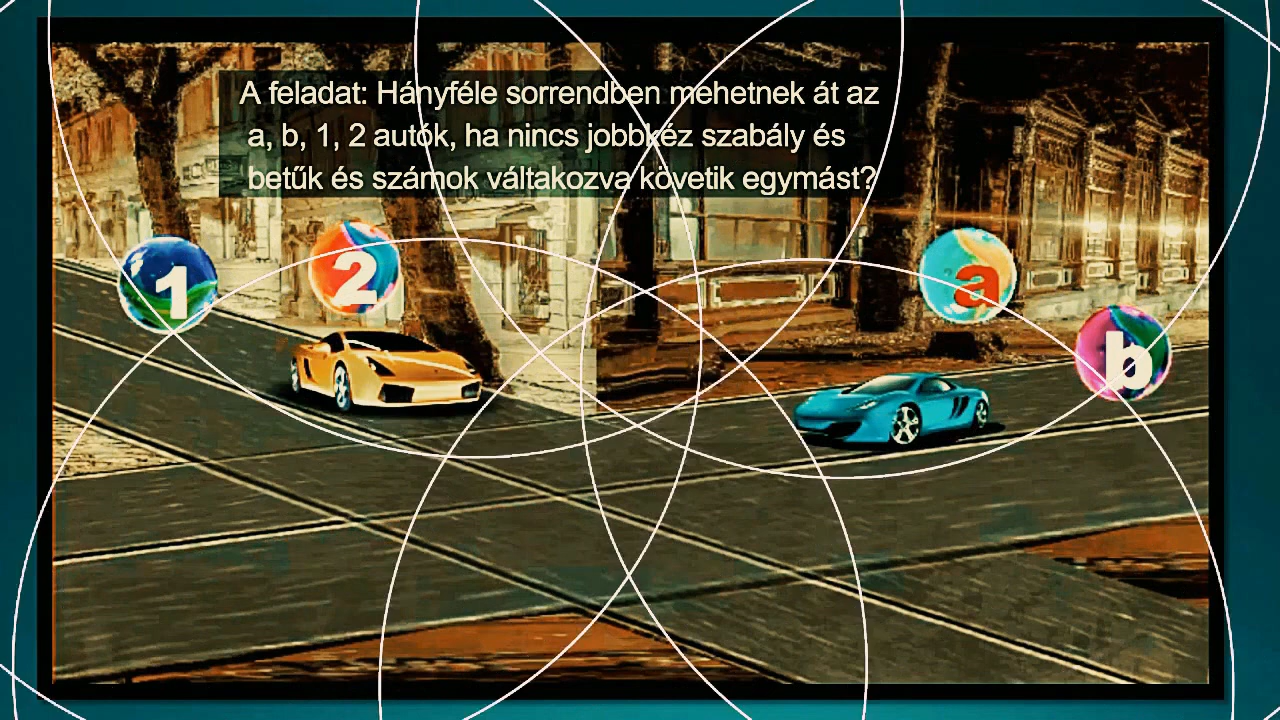 A feladat: Hányféle sorrendben mehetnek át az
a, b, 1, 2 autók, ha nincs jobbkéz szabály és
betűk és számok váltakozva követik egymást?
1
2
a
b